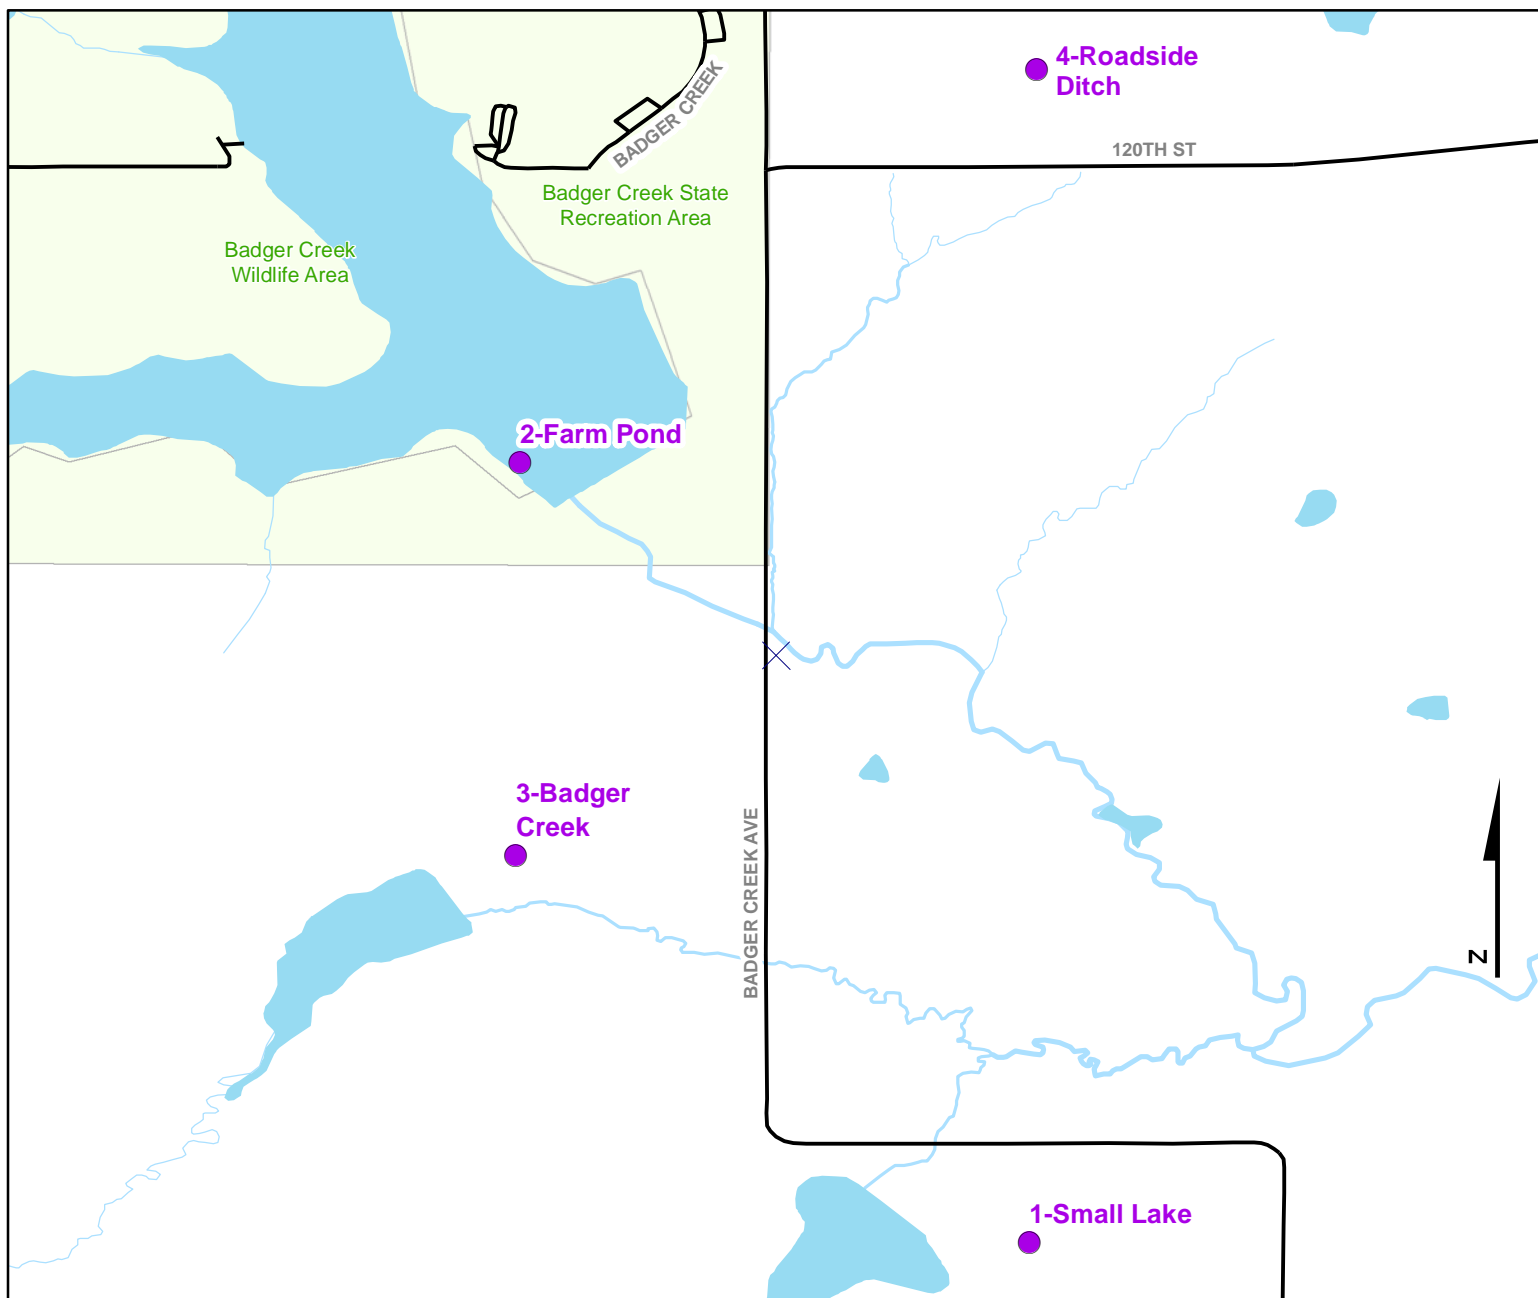 4-Roadside
Ditch
BADGER CREEK
120TH ST
Badger Creek State
Recreation Area
Badger Creek
Wildlife Area
2-Farm Pond
3-Badger
Creek
BADGER CREEK AVE
N
1-Small Lake